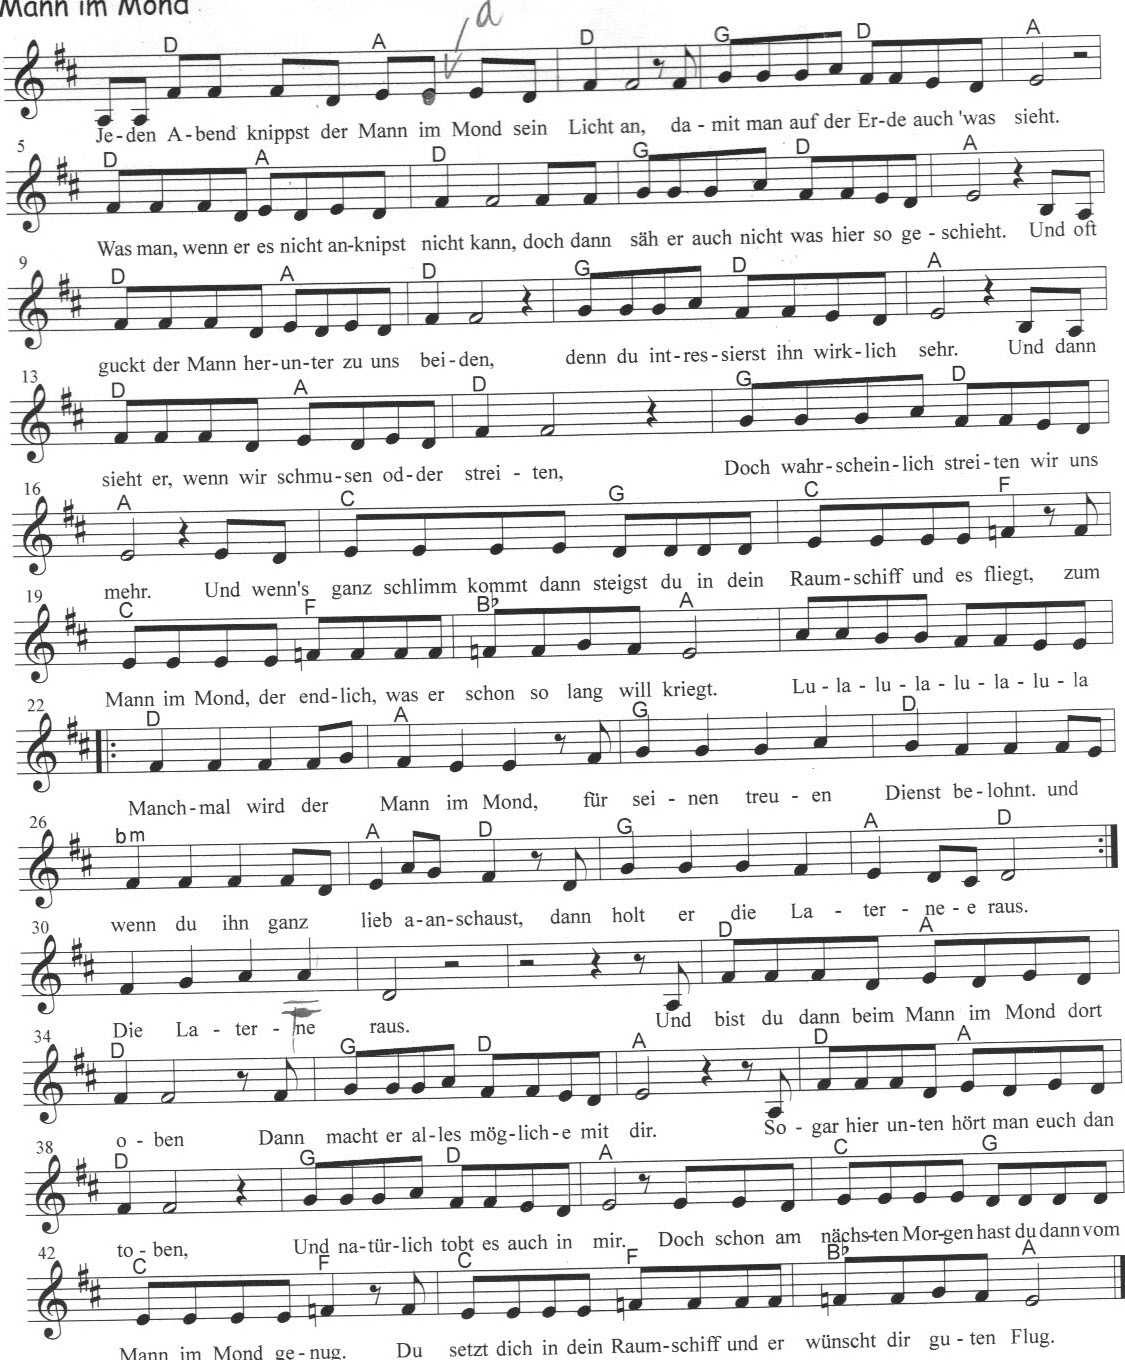 Mann im Mond
d
D A D G D A
Je - den A - bend knippst der Mann im Mond sein Licht an, da - mit man auf der Er - de auch 'was sieht.
5
D A D G D A
Was man, wenn er es nicht an-knipst nicht kann, doch dann säh er auch nicht was hier so ge - schieht. Und oft
9
D A D G D A
guckt der Mann her - un - ter zu uns bei - den, denn du int - res - sierst ihn wirk - lich sehr. Und dann
13
D A D G D
sieht er, wenn wir schmu - sen od - der strei - ten, Doch wahr - schein - lich strei - ten wir uns
16
A C G C F
mehr. Und wenn's ganz schlimm kommt dann steigst du in dein Raum - schiff und es fliegt, zum
19
C F B♭ A
Mann im Mond, der end - lich, was er schon so lang will kriegt. Lu - la - lu - la - lu - la - lu - la
22
D A G D
Manch - mal wird der Mann im Mond, für sei - nen treu - en Dienst be - lohnt. und
26
bm A D G A D
wenn du ihn ganz lieb a - an - schaust, dann holt er die La - ter - ne - e raus.
30
D A
Die La - ter - ne raus. Und bist du dann beim Mann im Mond dort
34
D G D A D A
o - ben Dann macht er al - les mög - lich - e mit dir. So - gar hier un - ten hört man euch dan
38
D G D A C G
to - ben, Und na - tür - lich tobt es auch in mir. Doch schon am nächs-ten Mor-gen hast du dann vom
42
C F C F B♭ A
Mann im Mond ge - nug. Du setzt dich in dein Raum - schiff und er wünscht dir gu - ten Flug.